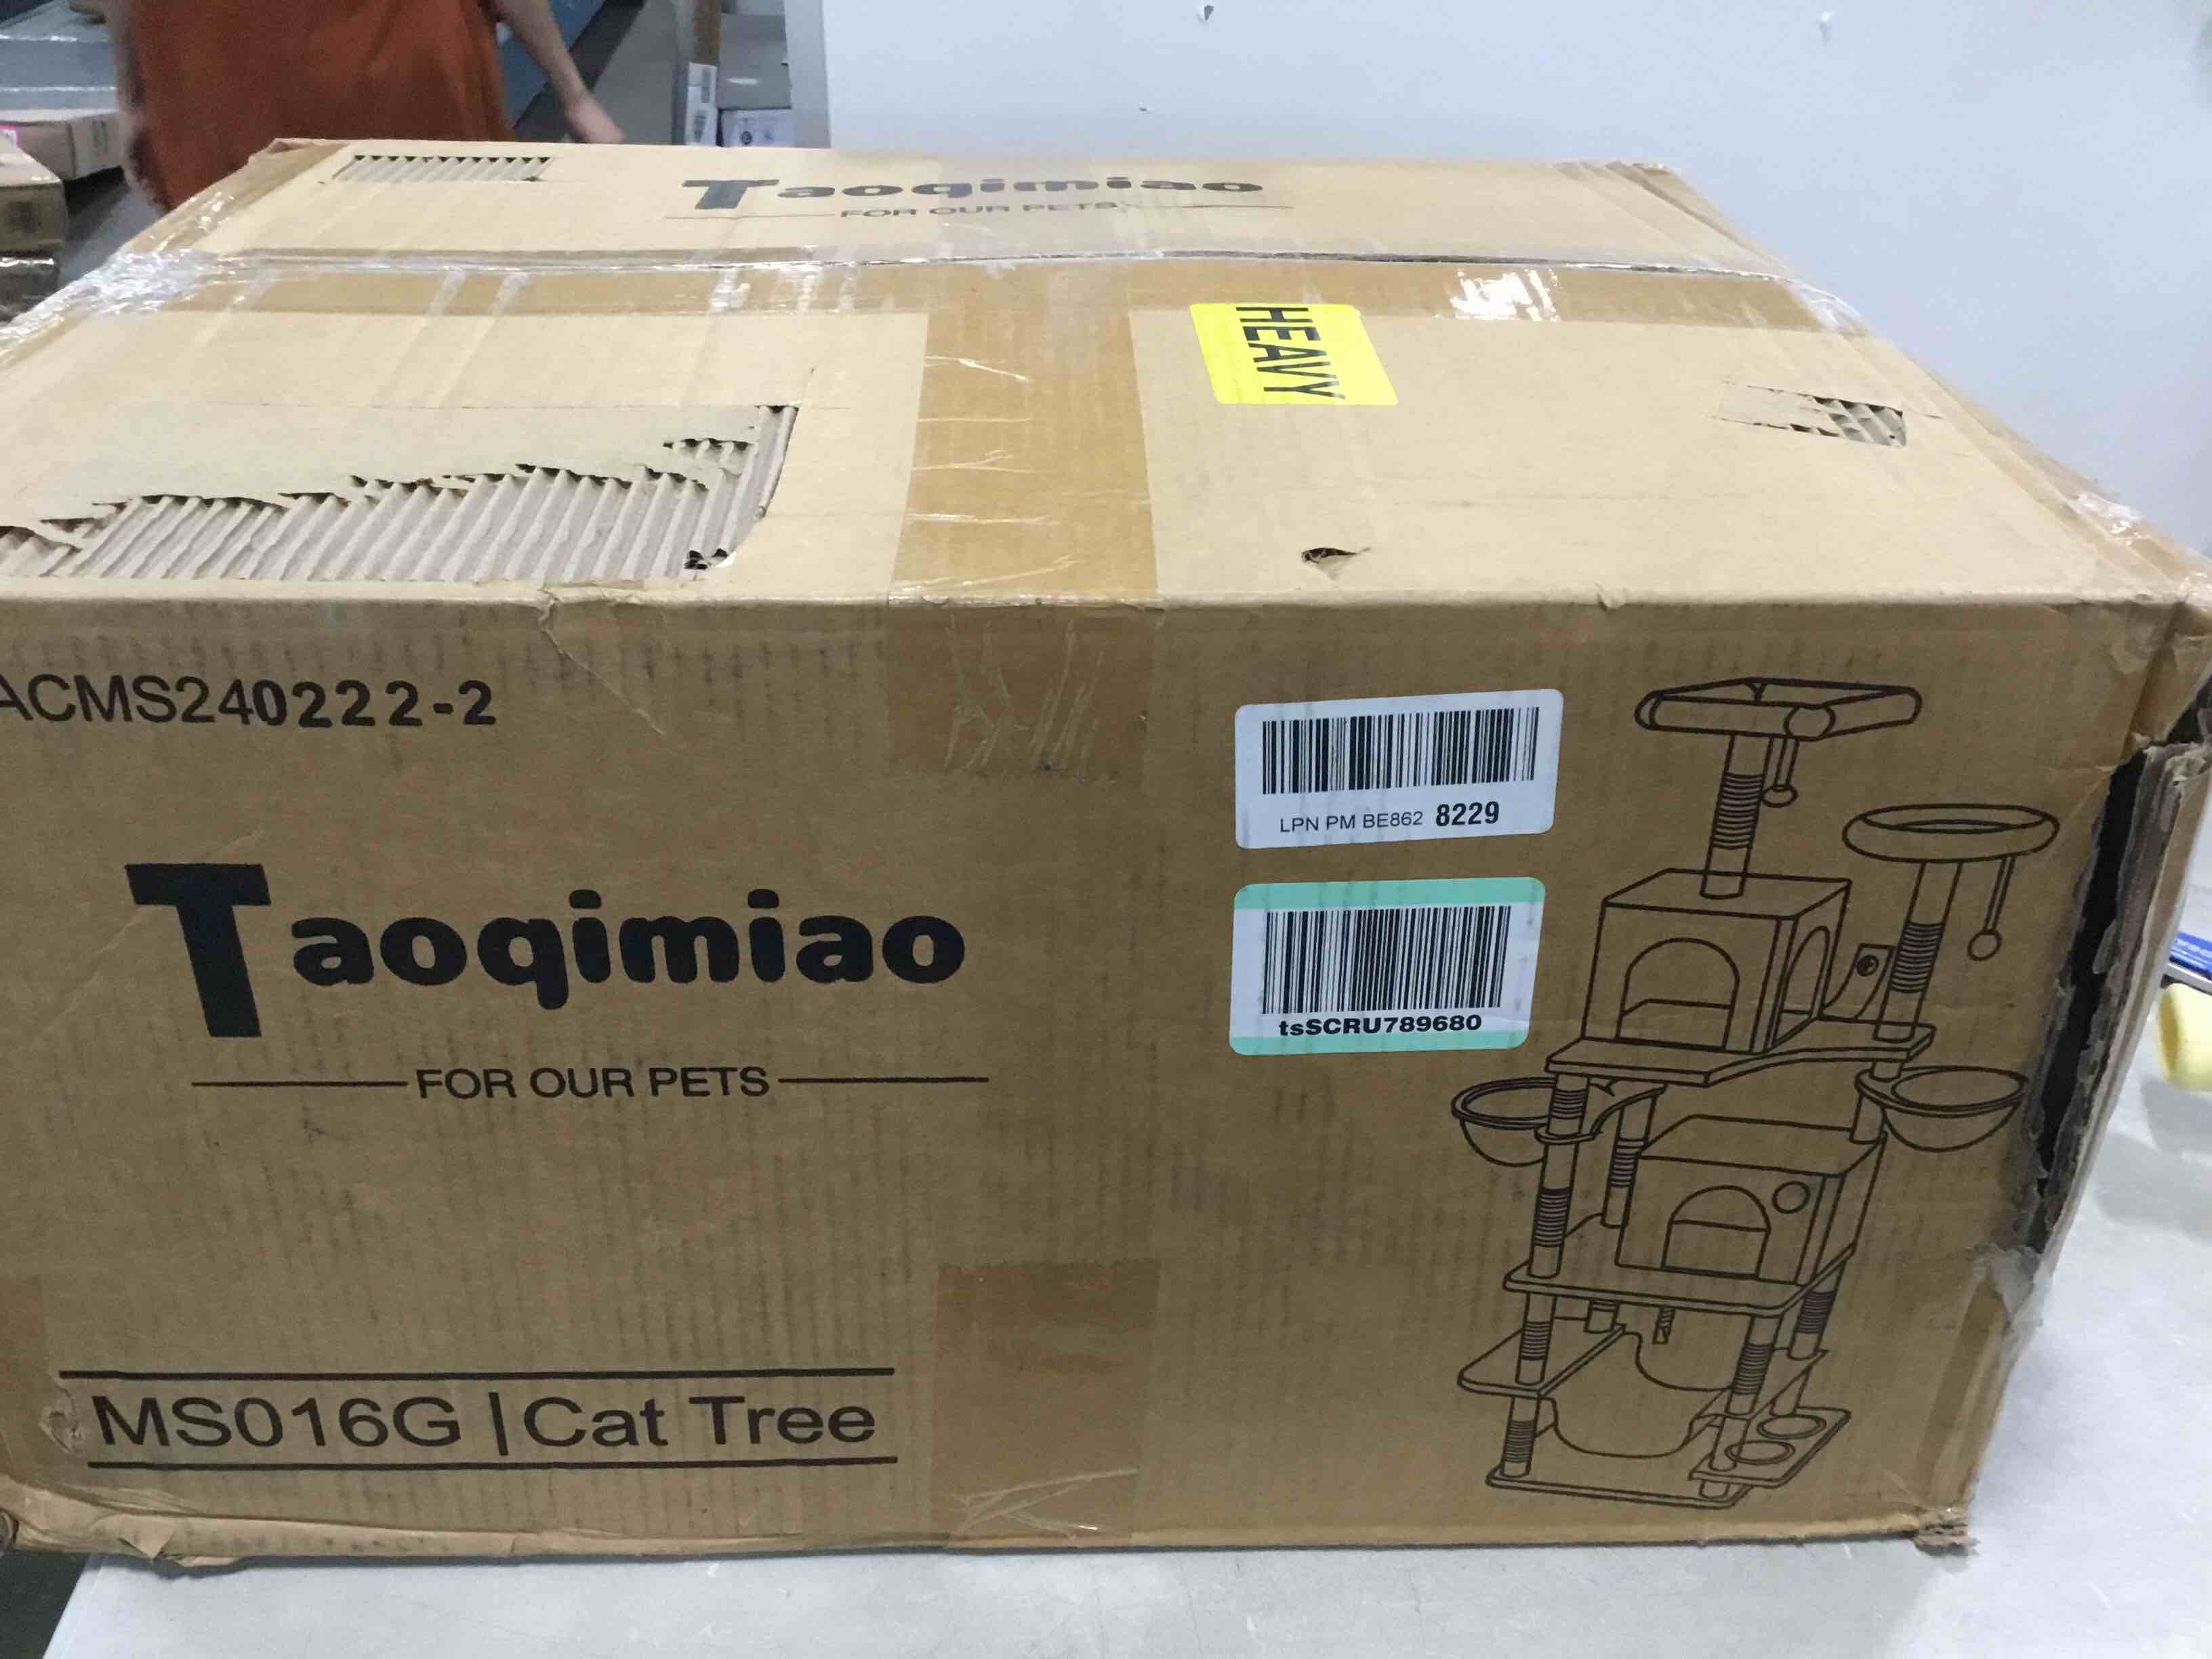 Taoqimiao
FOR OUR PETS
HEAVY
ACMS240222-2
LPN PM BE862 8229
tsSCRU789680
Taoqimiao
FOR OUR PETS
MS016G | Cat Tree